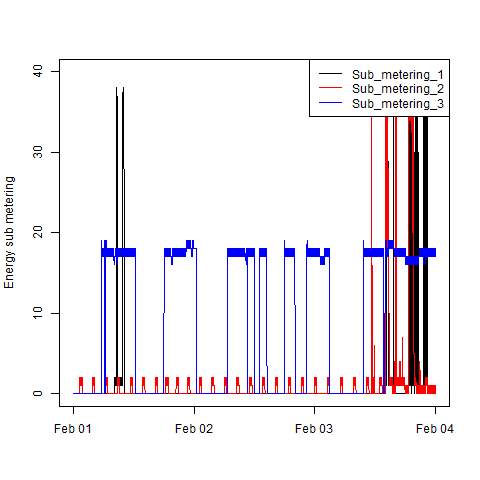 Sub_metering_1
Sub_metering_2
Sub_metering_3
Energy sub metering
40
30
20
10
0
Feb 01 Feb 02 Feb 03 Feb 04